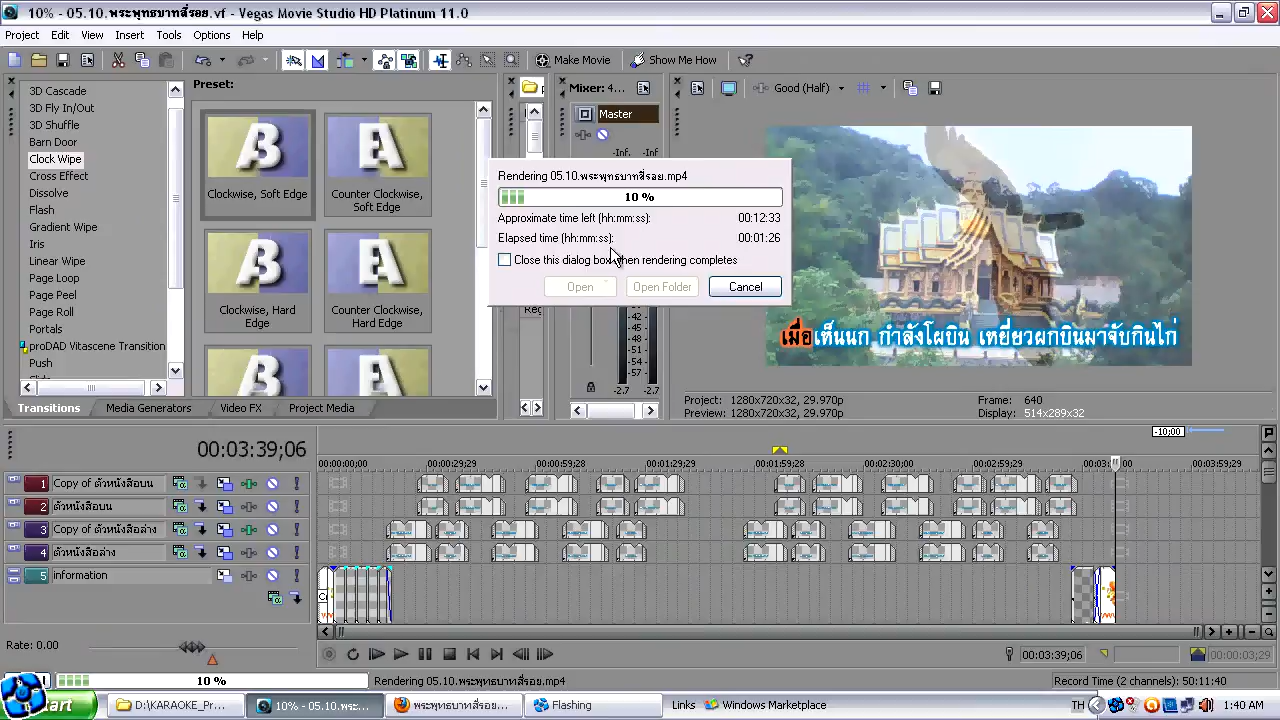 10% - 05.10.พระพุทธบาทสี่รอย.vf - Vegas Movie Studio HD Platinum 11.0
Project Edit View Insert Tools Options Help
Make Movie Show Me How
3D Cascade
3D Fly In/Out
3D Shuffle
Barn Door
Clock Wipe
Cross Effect
Dissolve
Flash
Gradient Wipe
Iris
Linear Wipe
Page Loop
Page Peel
Page Roll
Portals
proDAD Vitascene Transition
Push
Preset:
Clockwise, Soft Edge
Counter Clockwise, Soft Edge
Clockwise, Hard Edge
Counter Clockwise, Hard Edge
Transitions Media Generators Video FX Project Media
Mixer: 4...
Master
-Inf. -Inf
-45
-48
-51
-54
-57
-2.7 -2.7
Good (Half)
Rendering 05.10.พระพุทธบาทสี่รอย.mp4
10 %
Approximate time left (hh:mm:ss): 00:12:33
Elapsed time (hh:mm:ss): 00:01:26
Close this dialog box when rendering completes
Open Open Folder Cancel
เมื่อเห็นนก กำลังโผบิน เหยี่ยวผกบินมาจับกินไก่
Project: 1280x720x32, 29.970p Frame: 640
Preview: 1280x720x32, 29.970p Display: 514x289x32
-10;00
00:03:39;06
00:00:00;00 00:00:29;29 00:00:59;28 00:01:29;29 00:01:59;28 00:02:30;00 00:02:59;29 00:03:59;29
1 Copy of ตัวหนังสือบน
2 ตัวหนังสือบน
3 Copy of ตัวหนังสือล่าง
4 ตัวหนังสือล่าง
5 information
Rate: 0.00
00:03:39;06 00:00:03;29
10 % Rendering 05.10.พระพุทธบาทสี่รอย.mp4 Record Time (2 channels): 50:11:40
start D:\KARAOKE_Pr... 10% - 05.10.พระพุ... พระพุทธบาทสี่รอย... Flashing Links Windows Marketplace TH 1:40 AM